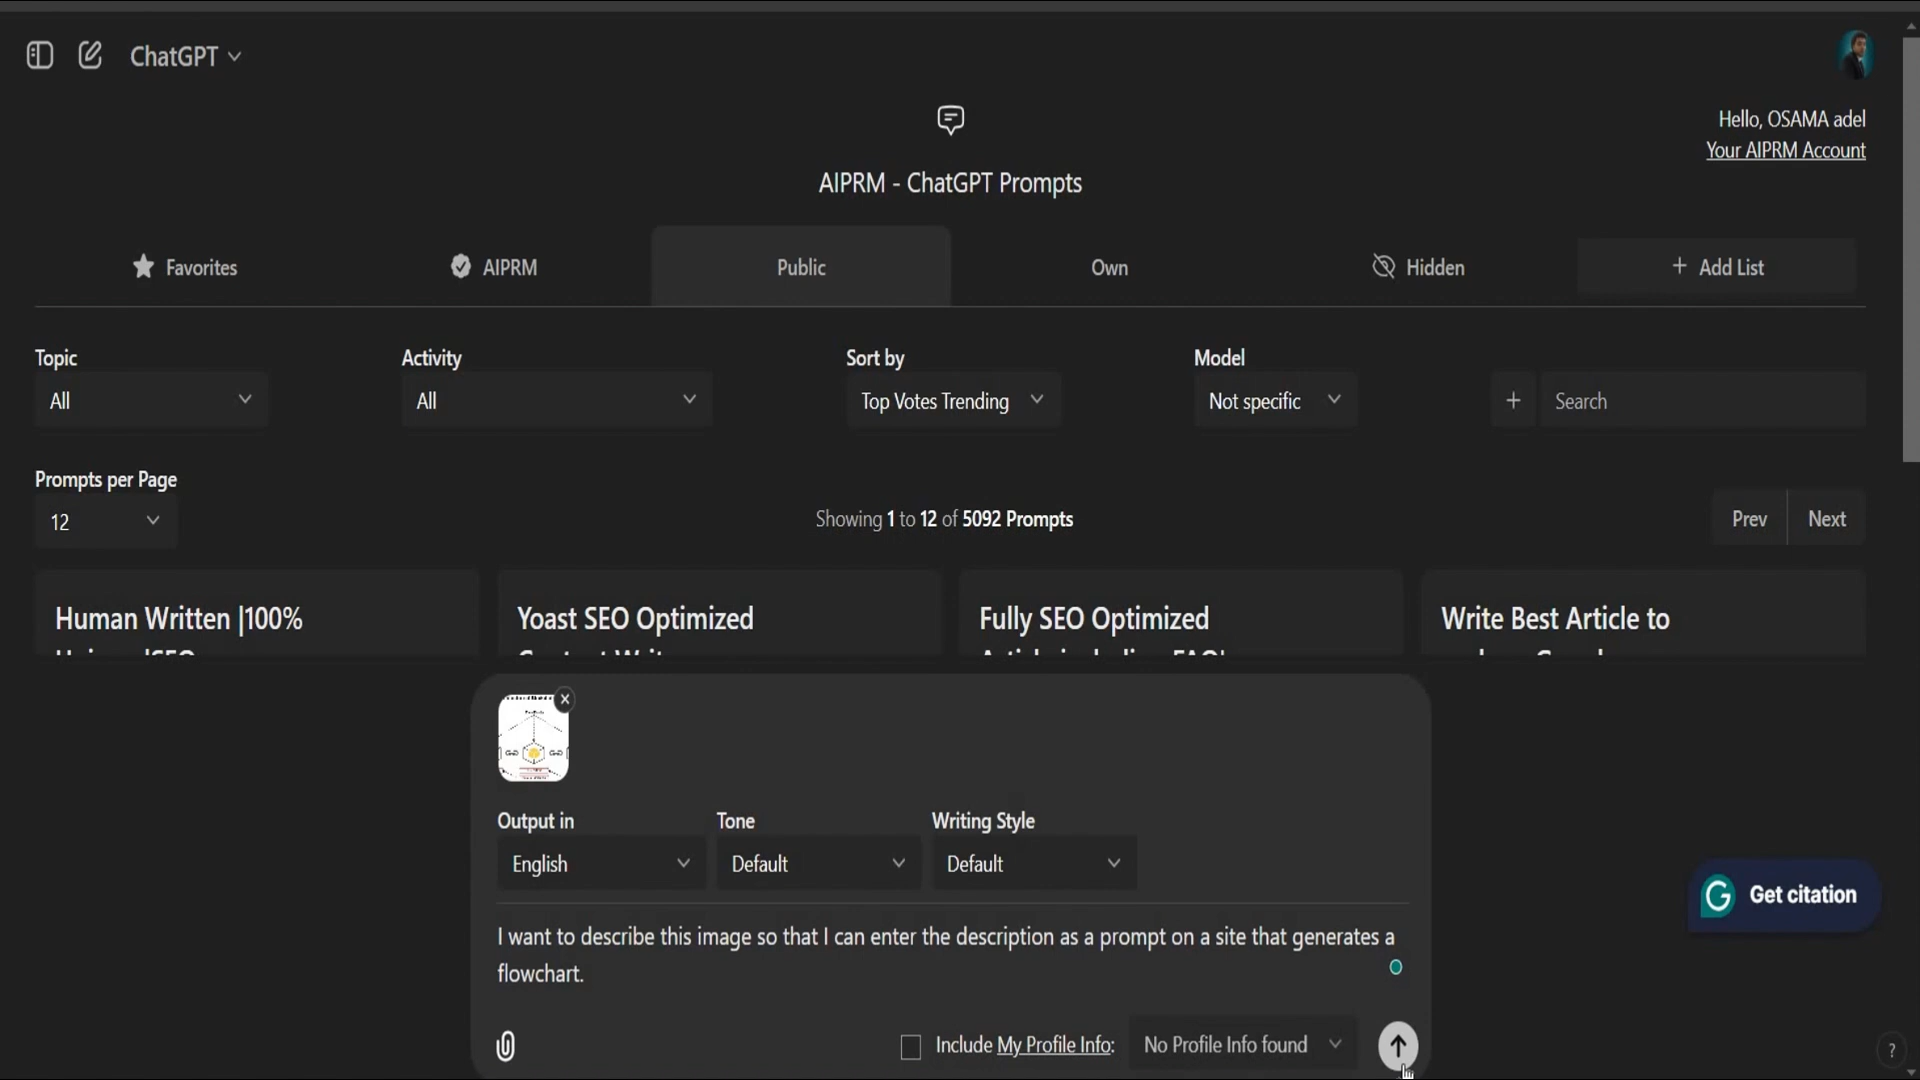 ChatGPT
Hello, OSAMA adel
Your AIPRM Account
AIPRM - ChatGPT Prompts
Favorites
AIPRM
Public
Own
Hidden
+ Add List
Topic
Activity
Sort by
Model
All
All
Top Votes Trending
Not specific
+
Search
Prompts per Page
12
Showing 1 to 12 of 5092 Prompts
Prev
Next
Human Written |100%
Yoast SEO Optimized
Fully SEO Optimized
Write Best Article to
Output in
Tone
Writing Style
English
Default
Default
Get citation
I want to describe this image so that I can enter the description as a prompt on a site that generates a
flowchart.
Include My Profile Info:
No Profile Info found
?